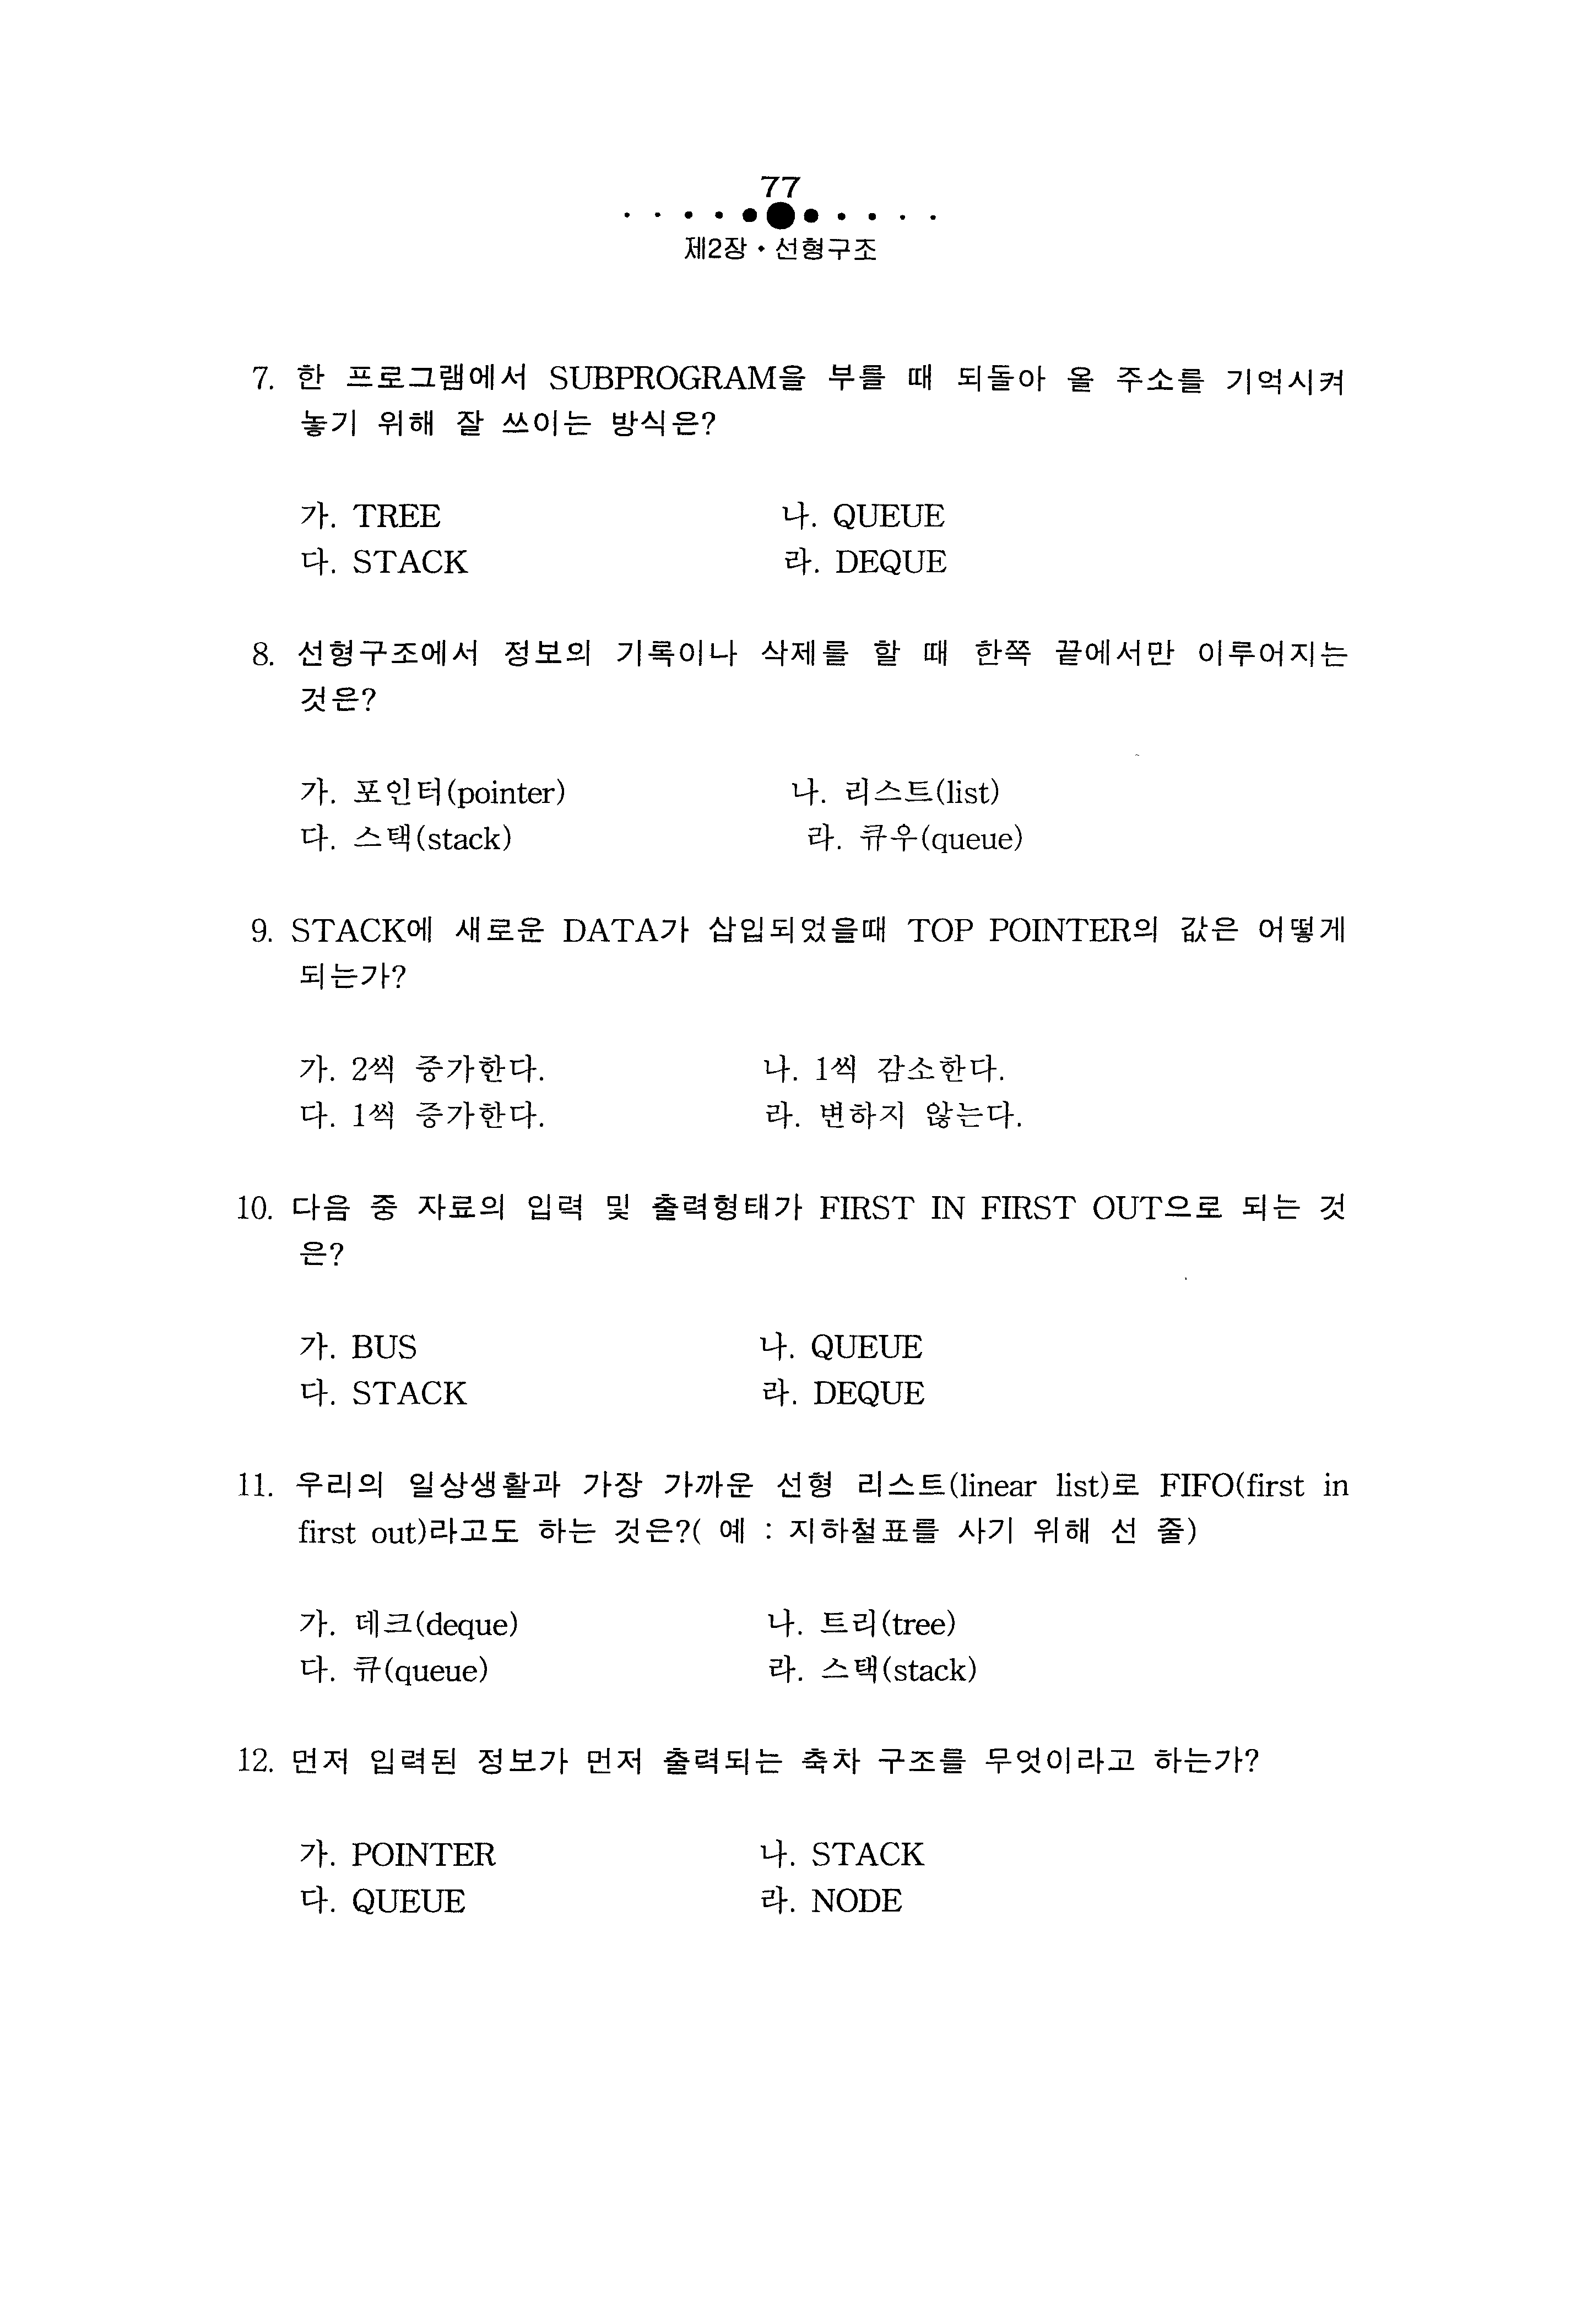 77
제2장 • 선형구조
7. 한 프로그램에서 SUBPROGRAM을 부를 때 되돌아 올 주소를 기억시켜
놓기 위해 잘 쓰이는 방식은?
가. TREE 나. QUEUE
다. STACK 라. DEQUE
8. 선형구조에서 정보의 기록이나 삭제를 할 때 한쪽 끝에서만 이루어지는
것은?
가. 포인터(pointer) 나. 리스트(list)
다. 스택(stack) 라. 큐우(queue)
9. STACK에 새로운 DATA가 삽입되었을때 TOP POINTER의 값은 어떻게
되는가?
가. 2씩 중가한다. 나. 1씩 감소한다.
다. 1씩 증가한다. 라. 변하지 않는다.
10. 다음 중 자료의 입력 및 출력형태가 FIRST IN FIRST OUT으로 되는 것
은?
가. BUS 나. QUEUE
다. STACK 라. DEQUE
11. 우리의 일상생활과 가장 가까운 선형 리스트(linear list)로 FIFO(first in
first out)라고도 하는 것은?( 예 : 지하철표를 사기 위해 선 줄)
가. 데크(deque) 나. 트리(tree)
다. 큐(queue) 라. 스택(stack)
12. 먼저 입력된 정보가 먼저 출력되는 축차 구조를 무엇이라고 하는가?
가. POINTER 나. STACK
다. QUEUE 라. NODE